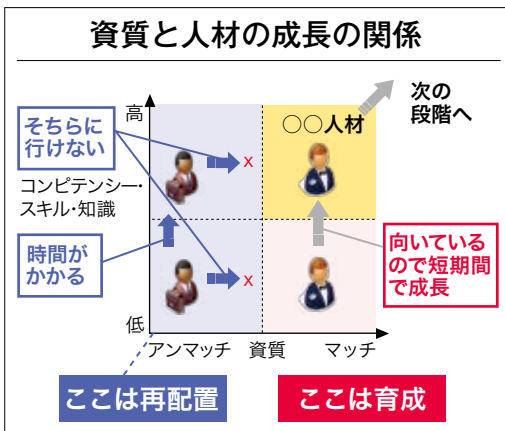 資質と人材の成長の関係
高
そちらに
行けない
コンピテンシー・
スキル・知識
時間が
かかる
低
x
x
〇〇人材
次の
段階へ
向いている
ので短期間
で成長
アンマッチ 資質 マッチ
ここは再配置
ここは育成